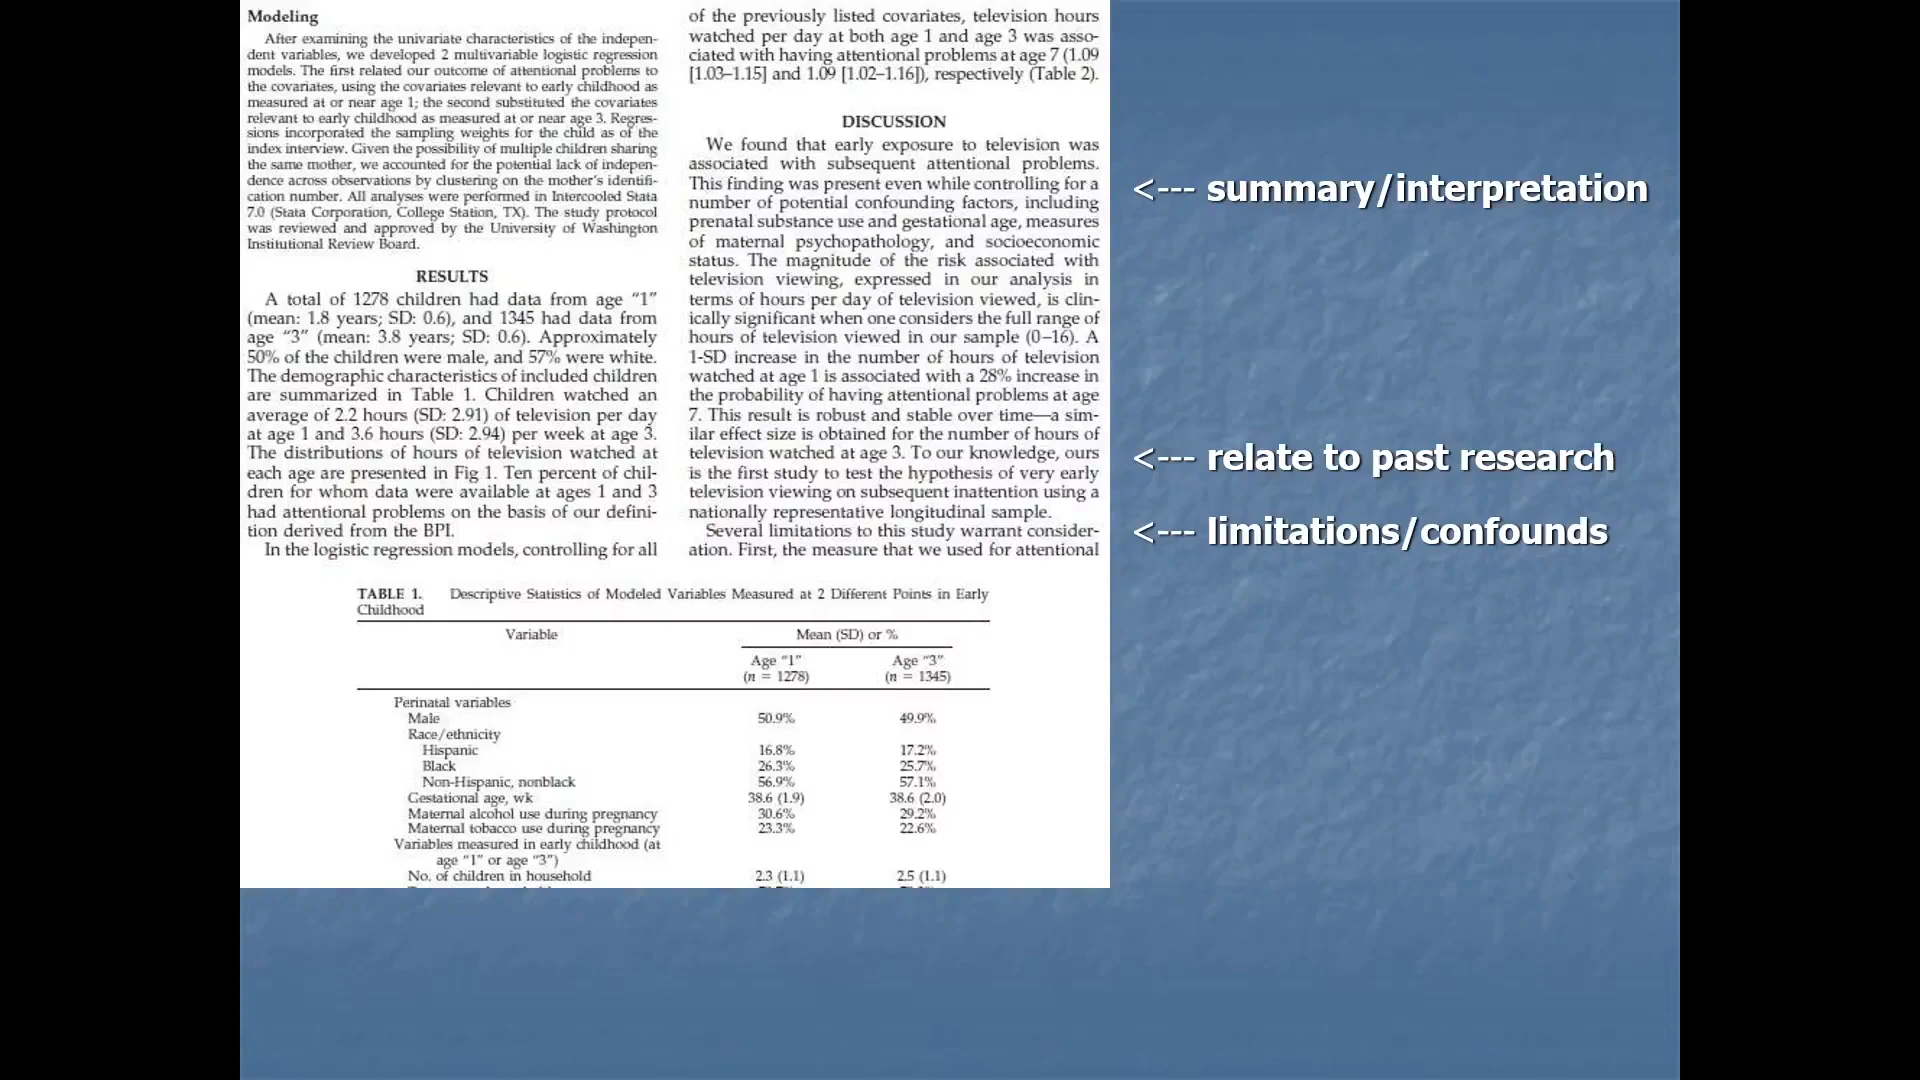 Modeling
After examining the univariate characteristics of the indepen-
dent variables, we developed 2 multivariable logistic regression
models. The first related our outcome of attentional problems to
the covariates, using the covariates relevant to early childhood as
measured at or near age 1; the second substituted the covariates
relevant to early childhood as measured at or near age 3. Regres-
sions incorporated the sampling weights for the child as of the
index interview. Given the possibility of multiple children sharing
the same mother, we accounted for the potential lack of indepen-
dence across observations by clustering on the mother's identifi-
cation number. All analyses were performed in Intercooled Stata
7.0 (Stata Corporation, College Station, TX). The study protocol
was reviewed and approved by the University of Washington
Institutional Review Board.
RESULTS
A total of 1278 children had data from age “1”
(mean: 1.8 years; SD: 0.6), and 1345 had data from
age “3” (mean: 3.8 years; SD: 0.6). Approximately
50% of the children were male, and 57% were white.
The demographic characteristics of included children
are summarized in Table 1. Children watched an
average of 2.2 hours (SD: 2.91) of television per day
at age 1 and 3.6 hours (SD: 2.94) per week at age 3.
The distributions of hours of television watched at
each age are presented in Fig 1. Ten percent of chil-
dren for whom data were available at ages 1 and 3
had attentional problems on the basis of our defini-
tion derived from the BPI.
In the logistic regression models, controlling for all
of the previously listed covariates, television hours
watched per day at both age 1 and age 3 was asso-
ciated with having attentional problems at age 7 (1.09
[1.03–1.15] and 1.09 [1.02–1.16]), respectively (Table 2).
DISCUSSION
We found that early exposure to television was
associated with subsequent attentional problems.
This finding was present even while controlling for a
number of potential confounding factors, including
prenatal substance use and gestational age, measures
of maternal psychopathology, and socioeconomic
status. The magnitude of the risk associated with
television viewing, expressed in our analysis in
terms of hours per day of television viewed, is clin-
ically significant when one considers the full range of
hours of television viewed in our sample (0–16). A
1-SD increase in the number of hours of television
watched at age 1 is associated with a 28% increase in
the probability of having attentional problems at age
7. This result is robust and stable over time—a sim-
ilar effect size is obtained for the number of hours of
television watched at age 3. To our knowledge, ours
is the first study to test the hypothesis of very early
television viewing on subsequent inattention using a
nationally representative longitudinal sample.
Several limitations to this study warrant consider-
ation. First, the measure that we used for attentional
<--- summary/interpretation
<--- relate to past research
<--- limitations/confounds
TABLE 1. Descriptive Statistics of Modeled Variables Measured at 2 Different Points in Early
Childhood
Variable Mean (SD) or %
Age “1” Age “3”
(n = 1278) (n = 1345)
Perinatal variables
Male 50.9% 49.9%
Race/ethnicity
Hispanic 16.8% 17.2%
Black 26.3% 25.7%
Non-Hispanic, nonblack 56.9% 57.1%
Gestational age, wk 38.6 (1.9) 38.6 (2.0)
Maternal alcohol use during pregnancy 30.6% 29.2%
Maternal tobacco use during pregnancy 23.3% 22.6%
Variables measured in early childhood (at
age “1” or age “3”)
No. of children in household 2.3 (1.1) 2.5 (1.1)